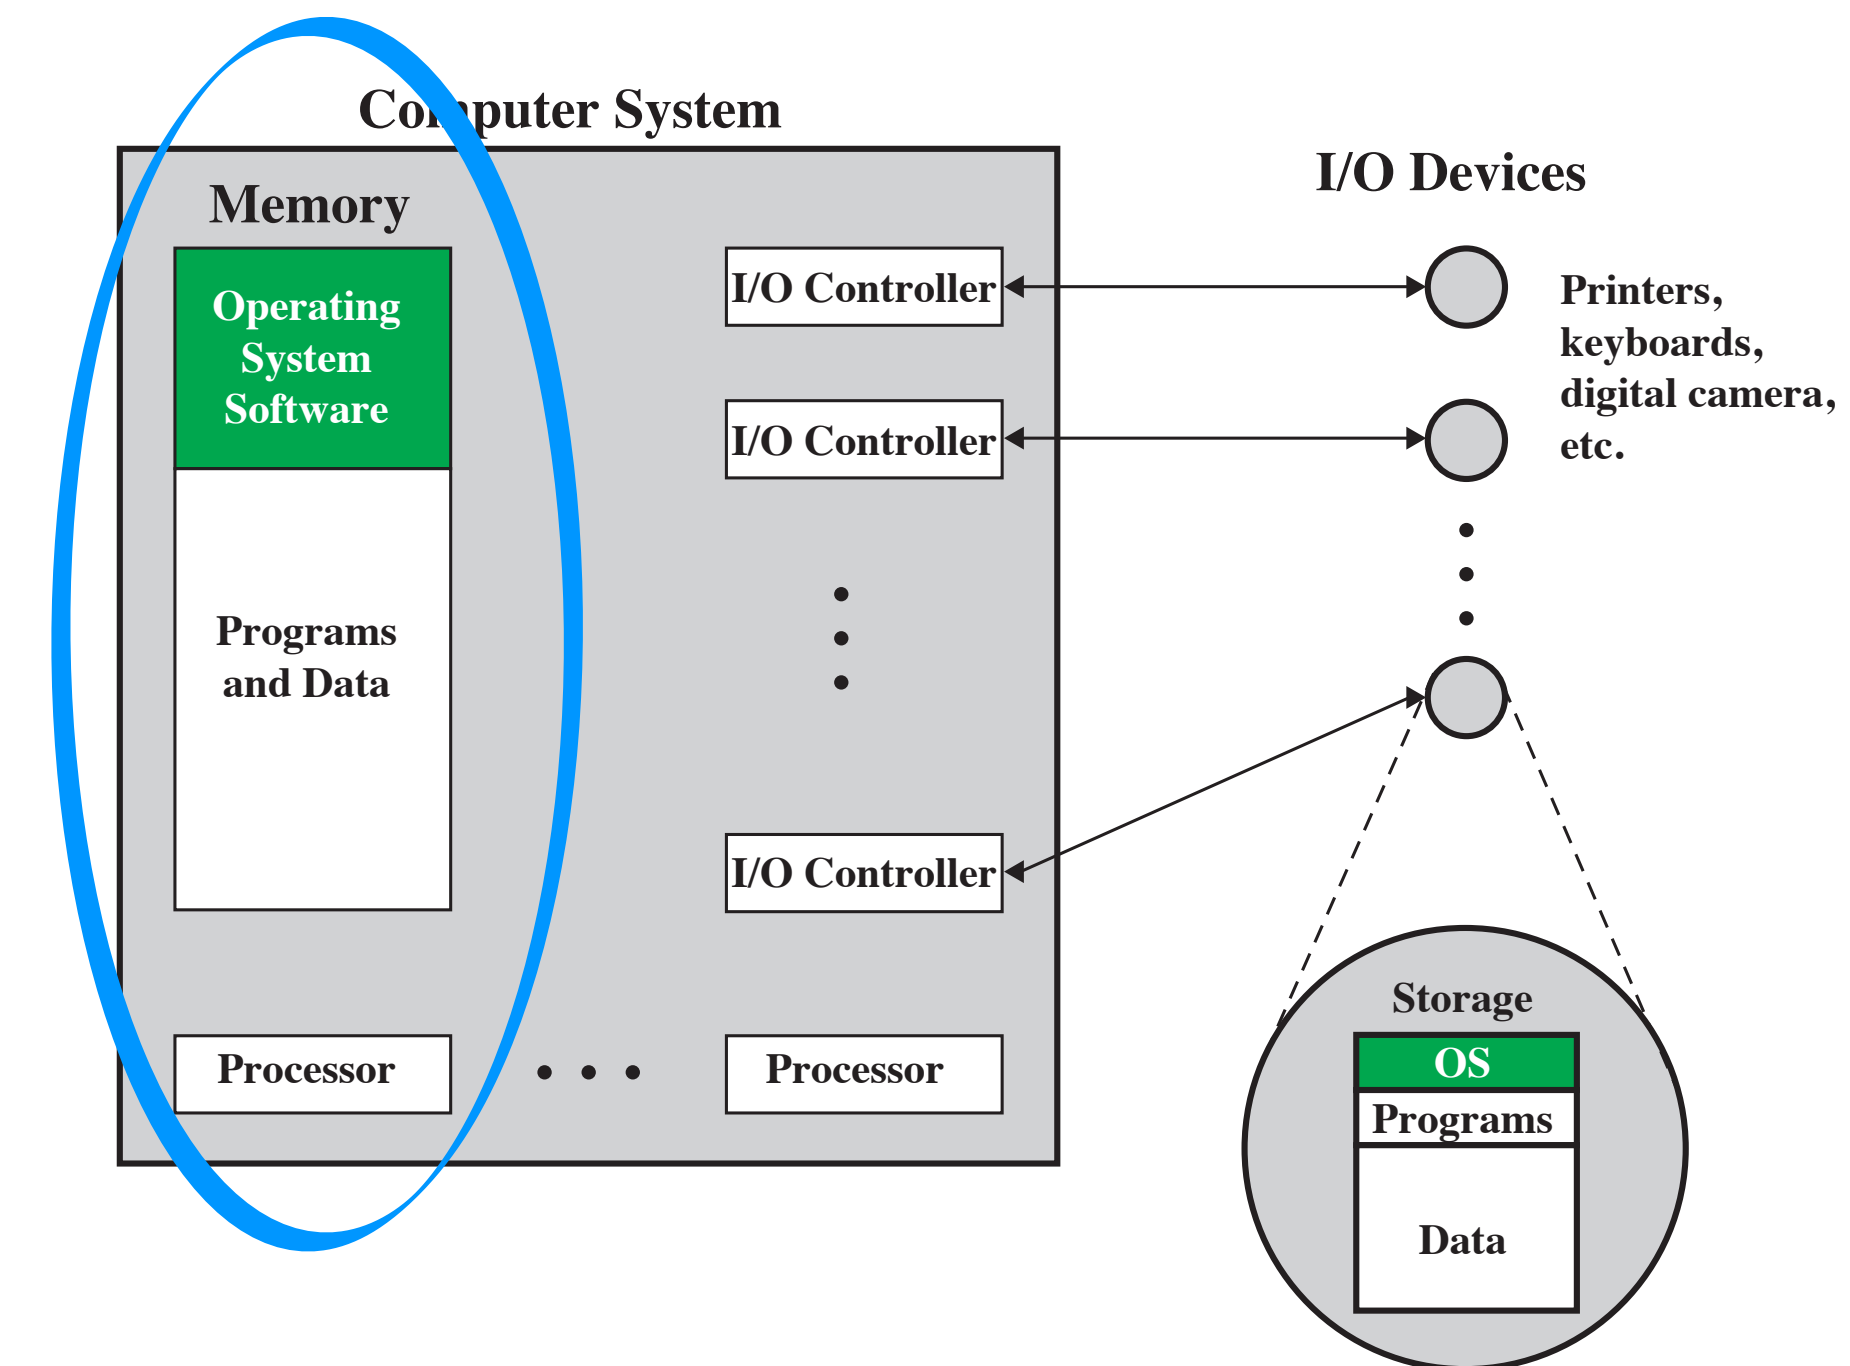 Computer System
Memory
Operating
System
Software
Programs
and Data
Processor
I/O Controller
I/O Controller
I/O Controller
Processor
I/O Devices
Printers,
keyboards,
digital camera,
etc.
Storage
OS
Programs
Data